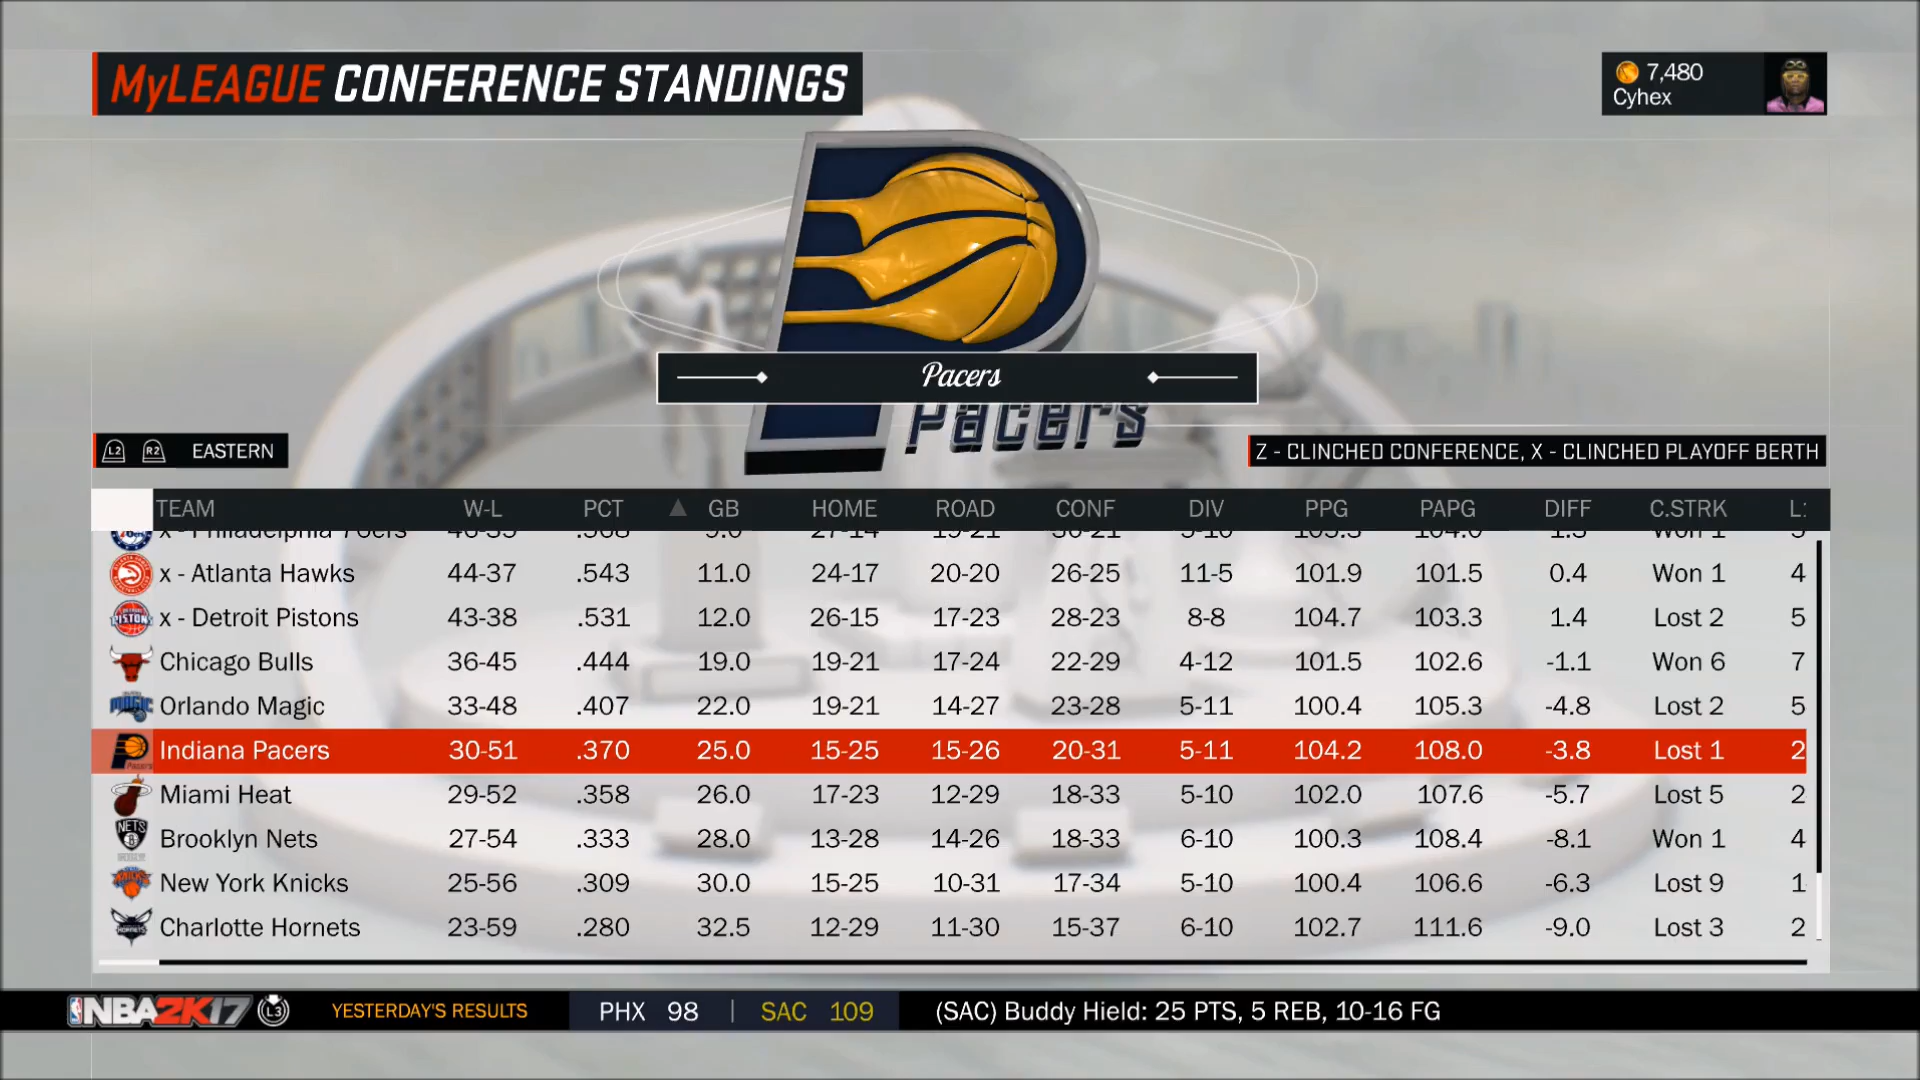 MyLEAGUE CONFERENCE STANDINGS
7,480
Cyhex
Pacers
Pacers
L2 R2 EASTERN
Z - CLINCHED CONFERENCE, X - CLINCHED PLAYOFF BERTH
TEAM W-L PCT GB HOME ROAD CONF DIV PPG PAPG DIFF C.STRK L:
x - Philadelphia 76ers
x - Atlanta Hawks 44-37 .543 11.0 24-17 20-20 26-25 11-5 101.9 101.5 0.4 Won 1 4
x - Detroit Pistons 43-38 .531 12.0 26-15 17-23 28-23 8-8 104.7 103.3 1.4 Lost 2 5
Chicago Bulls 36-45 .444 19.0 19-21 17-24 22-29 4-12 101.5 102.6 -1.1 Won 6 7
Orlando Magic 33-48 .407 22.0 19-21 14-27 23-28 5-11 100.4 105.3 -4.8 Lost 2 5
Indiana Pacers 30-51 .370 25.0 15-25 15-26 20-31 5-11 104.2 108.0 -3.8 Lost 1 2
Miami Heat 29-52 .358 26.0 17-23 12-29 18-33 5-10 102.0 107.6 -5.7 Lost 5 2
Brooklyn Nets 27-54 .333 28.0 13-28 14-26 18-33 6-10 100.3 108.4 -8.1 Won 1 4
New York Knicks 25-56 .309 30.0 15-25 10-31 17-34 5-10 100.4 106.6 -6.3 Lost 9 1
Charlotte Hornets 23-59 .280 32.5 12-29 11-30 15-37 6-10 102.7 111.6 -9.0 Lost 3 2
NBA2K17 L3 YESTERDAY'S RESULTS PHX 98 | SAC 109 (SAC) Buddy Hield: 25 PTS, 5 REB, 10-16 FG